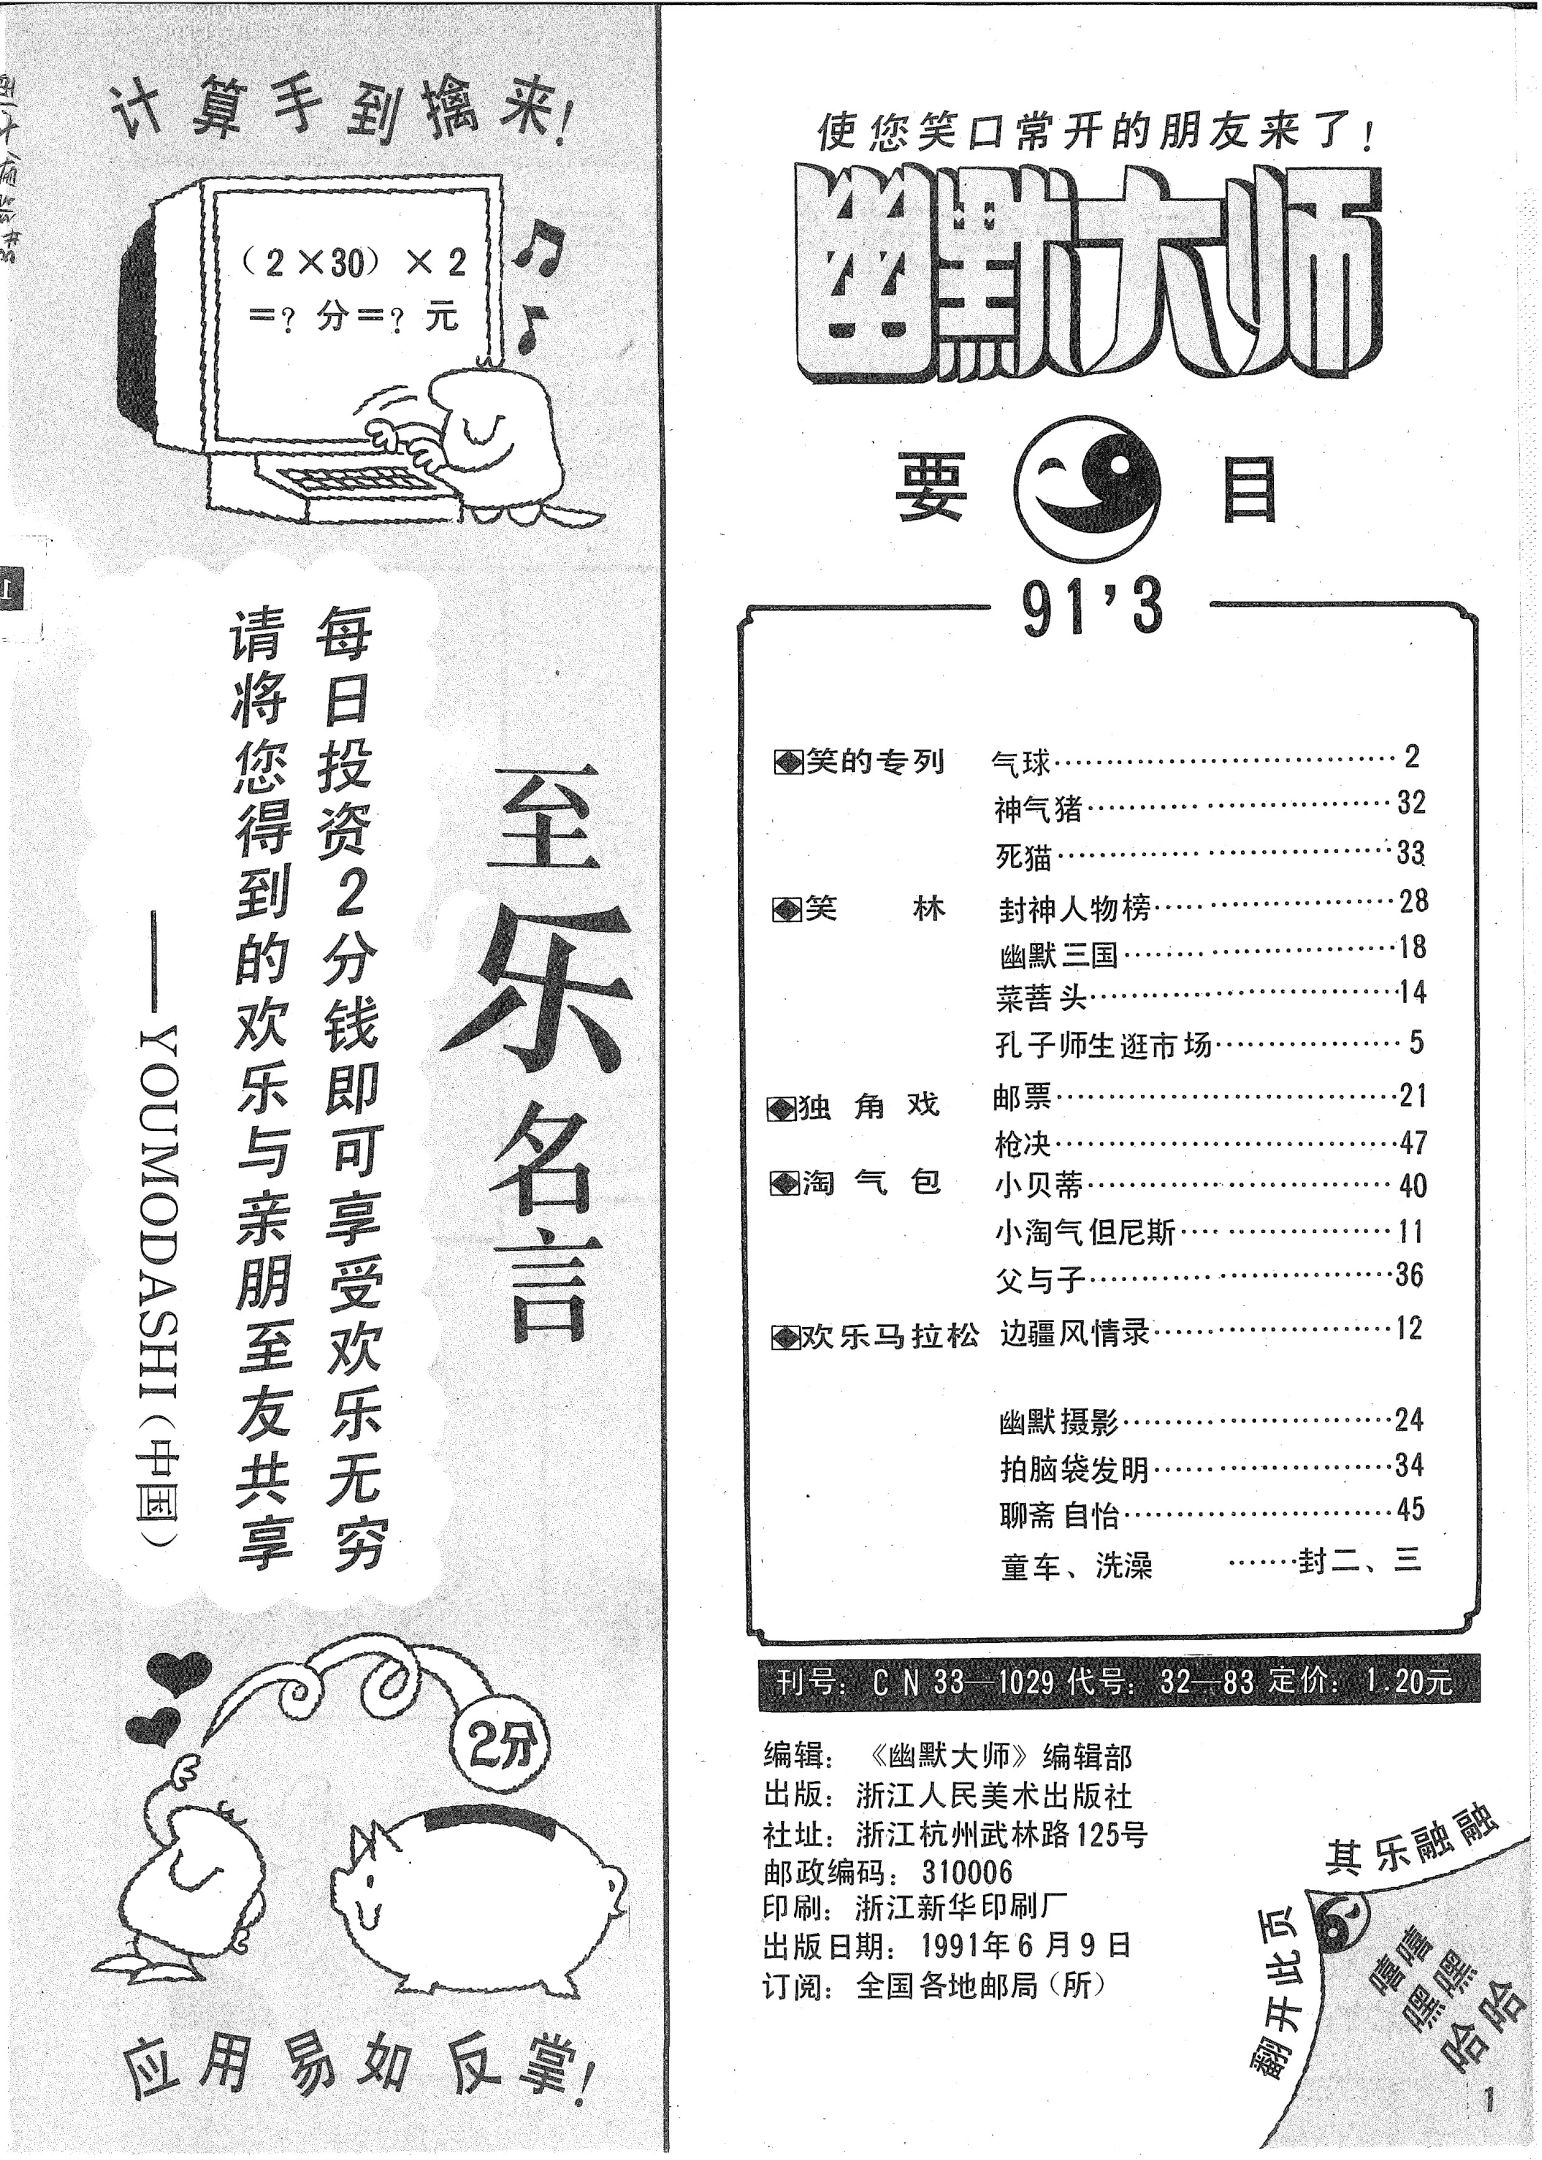 计算手到擒来！
（2×30）×2
=？分=？元
至乐名言
每日投资2分钱即可享受欢乐无穷
请将您得到的欢乐与亲朋至友共享
——YOUMODASHI（中国）
2分
应用易如反掌！
使您笑口常开的朋友来了！
幽默大师
要目
91'3
笑的专列 气球……………………………2
神气猪……………………………32
死猫……………………………33
笑林 封神人物榜……………………………28
幽默三国……………………………18
菜菩头……………………………14
孔子师生逛市场……………………………5
独角戏 邮票……………………………21
枪决……………………………47
淘气包 小贝蒂……………………………40
小淘气但尼斯……………………………11
父与子……………………………36
欢乐马拉松 边疆风情录……………………………12
幽默摄影……………………………24
拍脑袋发明……………………………34
聊斋自怡……………………………45
童车、洗澡 ……封二、三
刊号：CN33—1029代号：32—83定价：1.20元
编辑：《幽默大师》编辑部
出版：浙江人民美术出版社
社址：浙江杭州武林路125号
邮政编码：310006
印刷：浙江新华印刷厂
出版日期：1991年6月9日
订阅：全国各地邮局（所）
翻开此页
其乐融融
嘻嘻
嘿嘿
哈哈
1